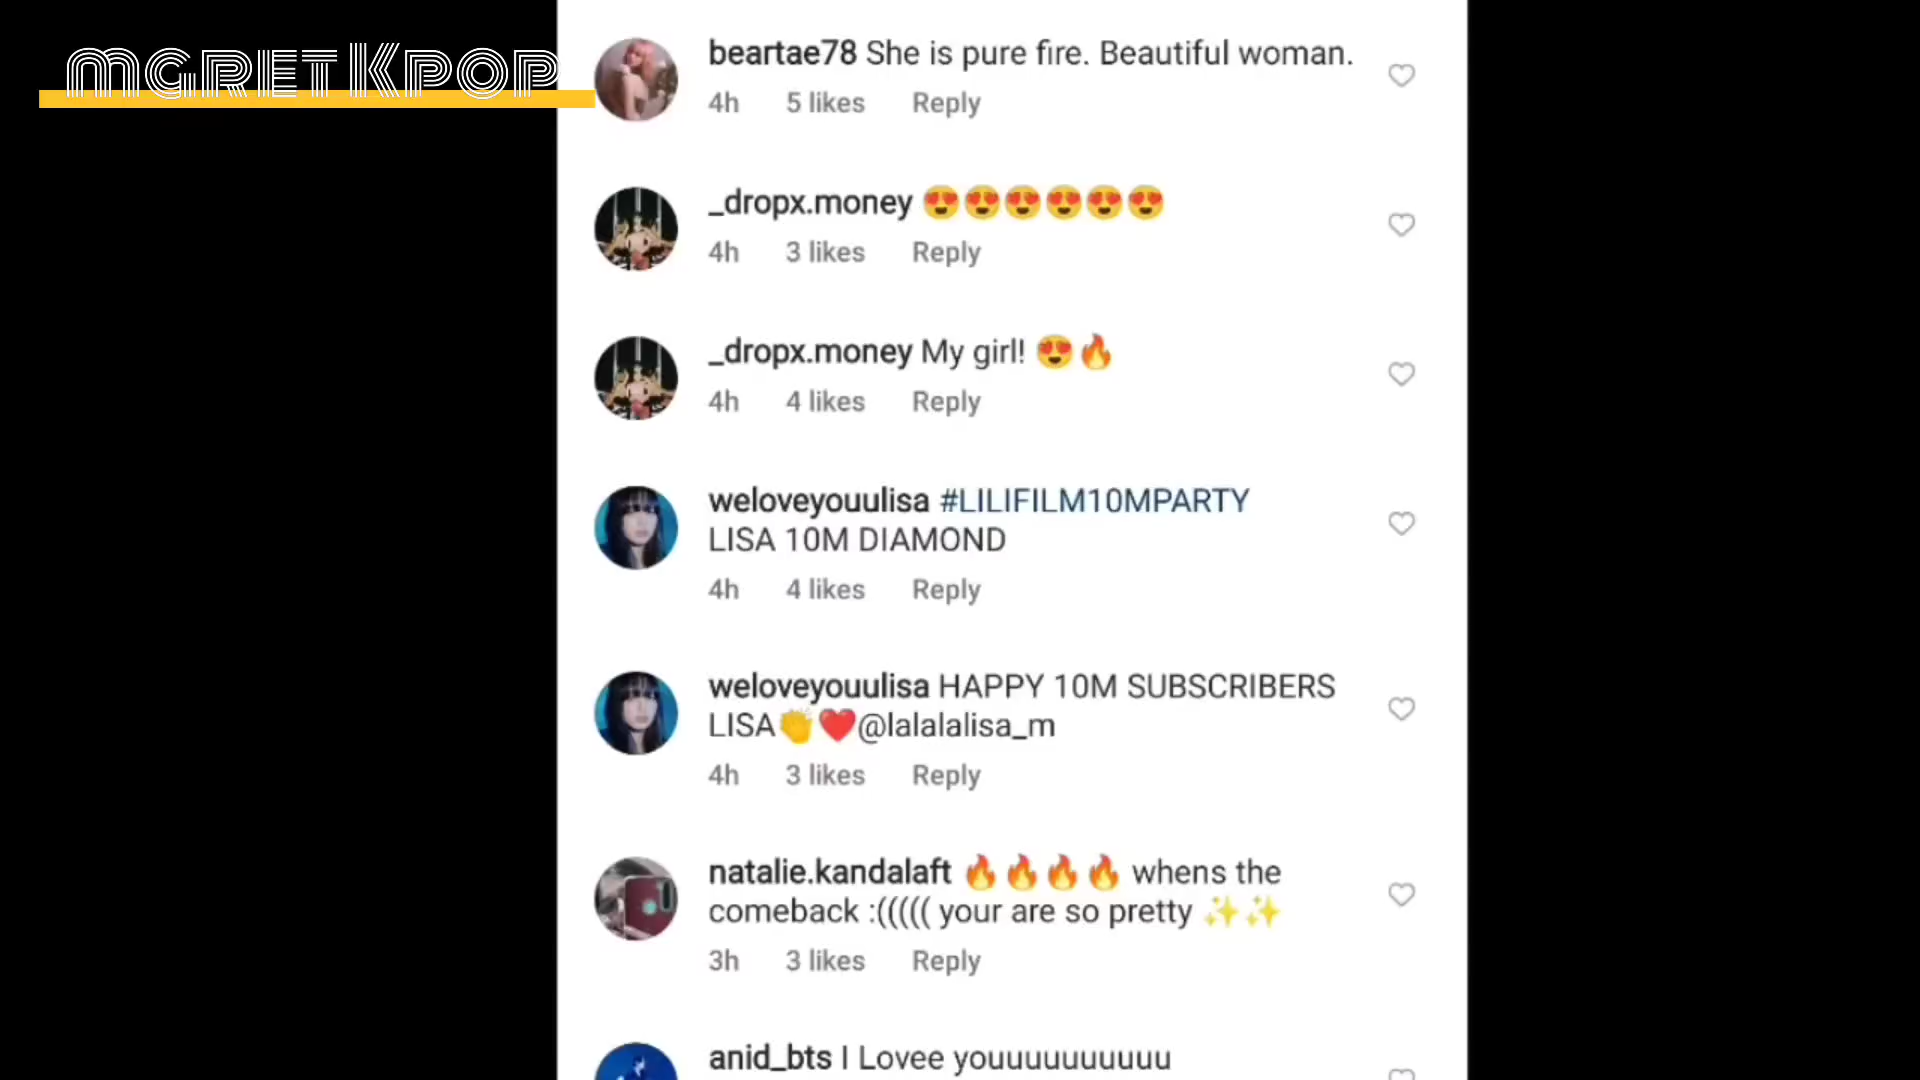 MGRET KPOP
beartae78 She is pure fire. Beautiful woman.
4h 5 likes Reply
_dropx.money 😍😍😍😍😍😍
4h 3 likes Reply
_dropx.money My girl! 😍🔥
4h 4 likes Reply
weloveyouulisa #LILIFILM10MPARTY
LISA 10M DIAMOND
4h 4 likes Reply
weloveyouulisa HAPPY 10M SUBSCRIBERS
LISA👏❤️@lalalalisa_m
4h 3 likes Reply
natalie.kandalaft 🔥🔥🔥🔥 whens the
comeback :((((( your are so pretty ✨✨
3h 3 likes Reply
anid_bts I Lovee youuuuuuuuuu